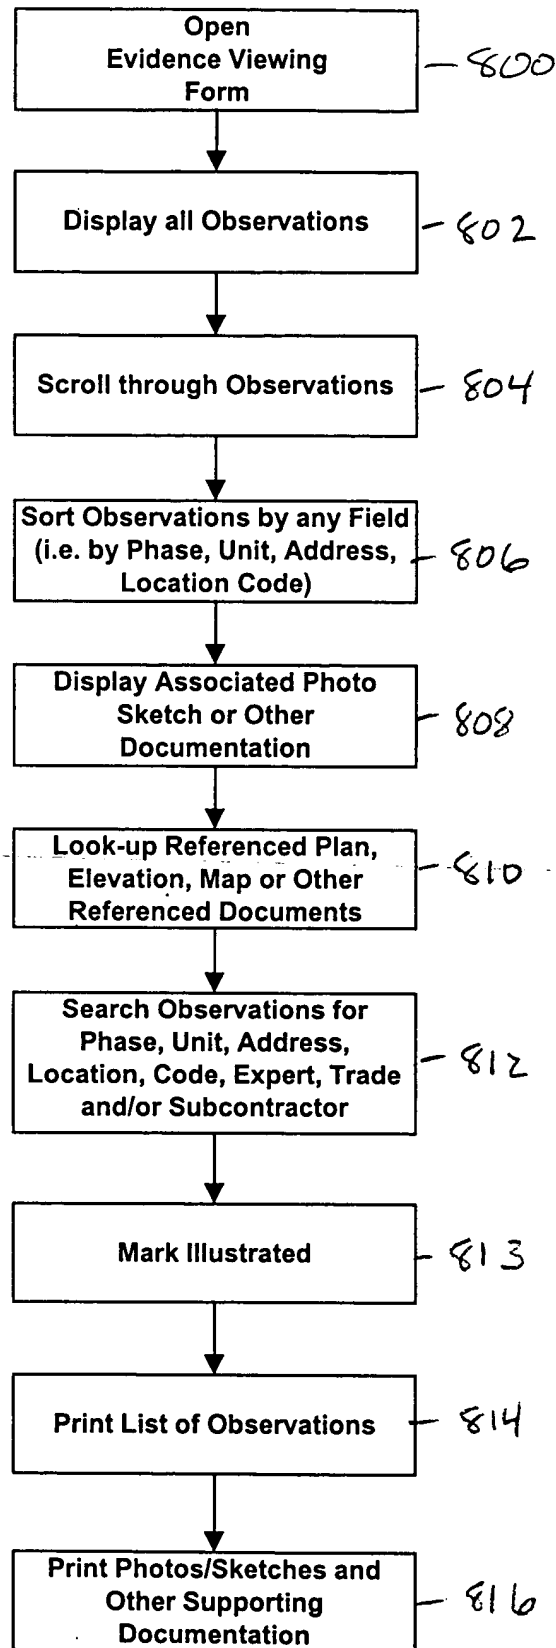 Open
Evidence Viewing
Form
800
Display all Observations
802
Scroll through Observations
804
Sort Observations by any Field
(i.e. by Phase, Unit, Address,
Location Code)
806
Display Associated Photo
Sketch or Other
Documentation
808
Look-up Referenced Plan,
Elevation, Map or Other
Referenced Documents
810
Search Observations for
Phase, Unit, Address,
Location, Code, Expert, Trade
and/or Subcontractor
812
Mark Illustrated
813
Print List of Observations
814
Print Photos/Sketches and
Other Supporting
Documentation
816